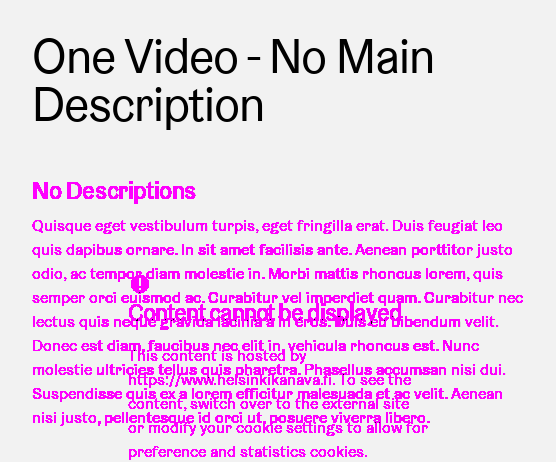 One Video - No Main
Description
No Descriptions
Quisque eget vestibulum turpis, eget fringilla erat. Duis feugiat leo
quis dapibus ornare. In sit amet facilisis ante. Aenean porttitor justo
odio, ac tempor diam molestie in. Morbi mattis rhoncus lorem, quis
semper orci euismod ac. Curabitur vel imperdiet quam. Curabitur nec
Content cannot be displayed
lectus quis neque gravida lacinia a in eros. Duis eu bibendum velit.
Donec est diam, faucibus nec elit in, vehicula rhoncus est. Nunc
This content is hosted by
molestie ultricies tellus quis pharetra. Phasellus accumsan nisi dui.
https://www.helsinkikanava.fi. To see the
Suspendisse quis ex a lorem efficitur malesuada et ac velit. Aenean
content, switch over to the external site
nisi justo, pellentesque id orci ut, posuere viverra libero.
or modify your cookie settings to allow for
preference and statistics cookies.